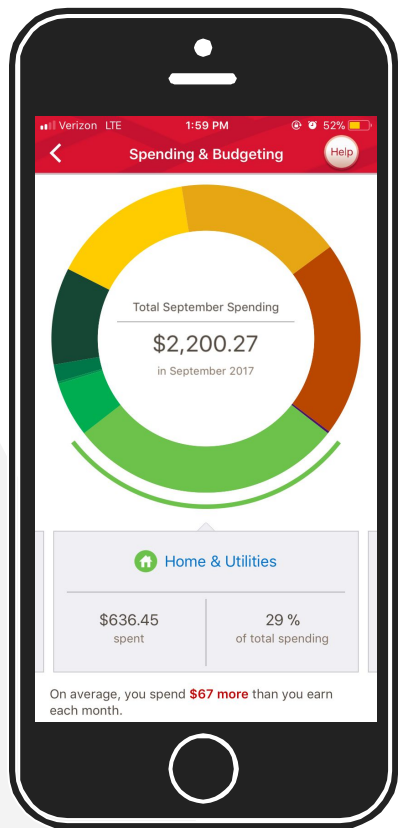 Verizon LTE 1:59 PM 52%
Spending & Budgeting Help
Total September Spending
$2,200.27
in September 2017
Home & Utilities
$636.45 29 %
spent of total spending
On average, you spend $67 more than you earn
each month.